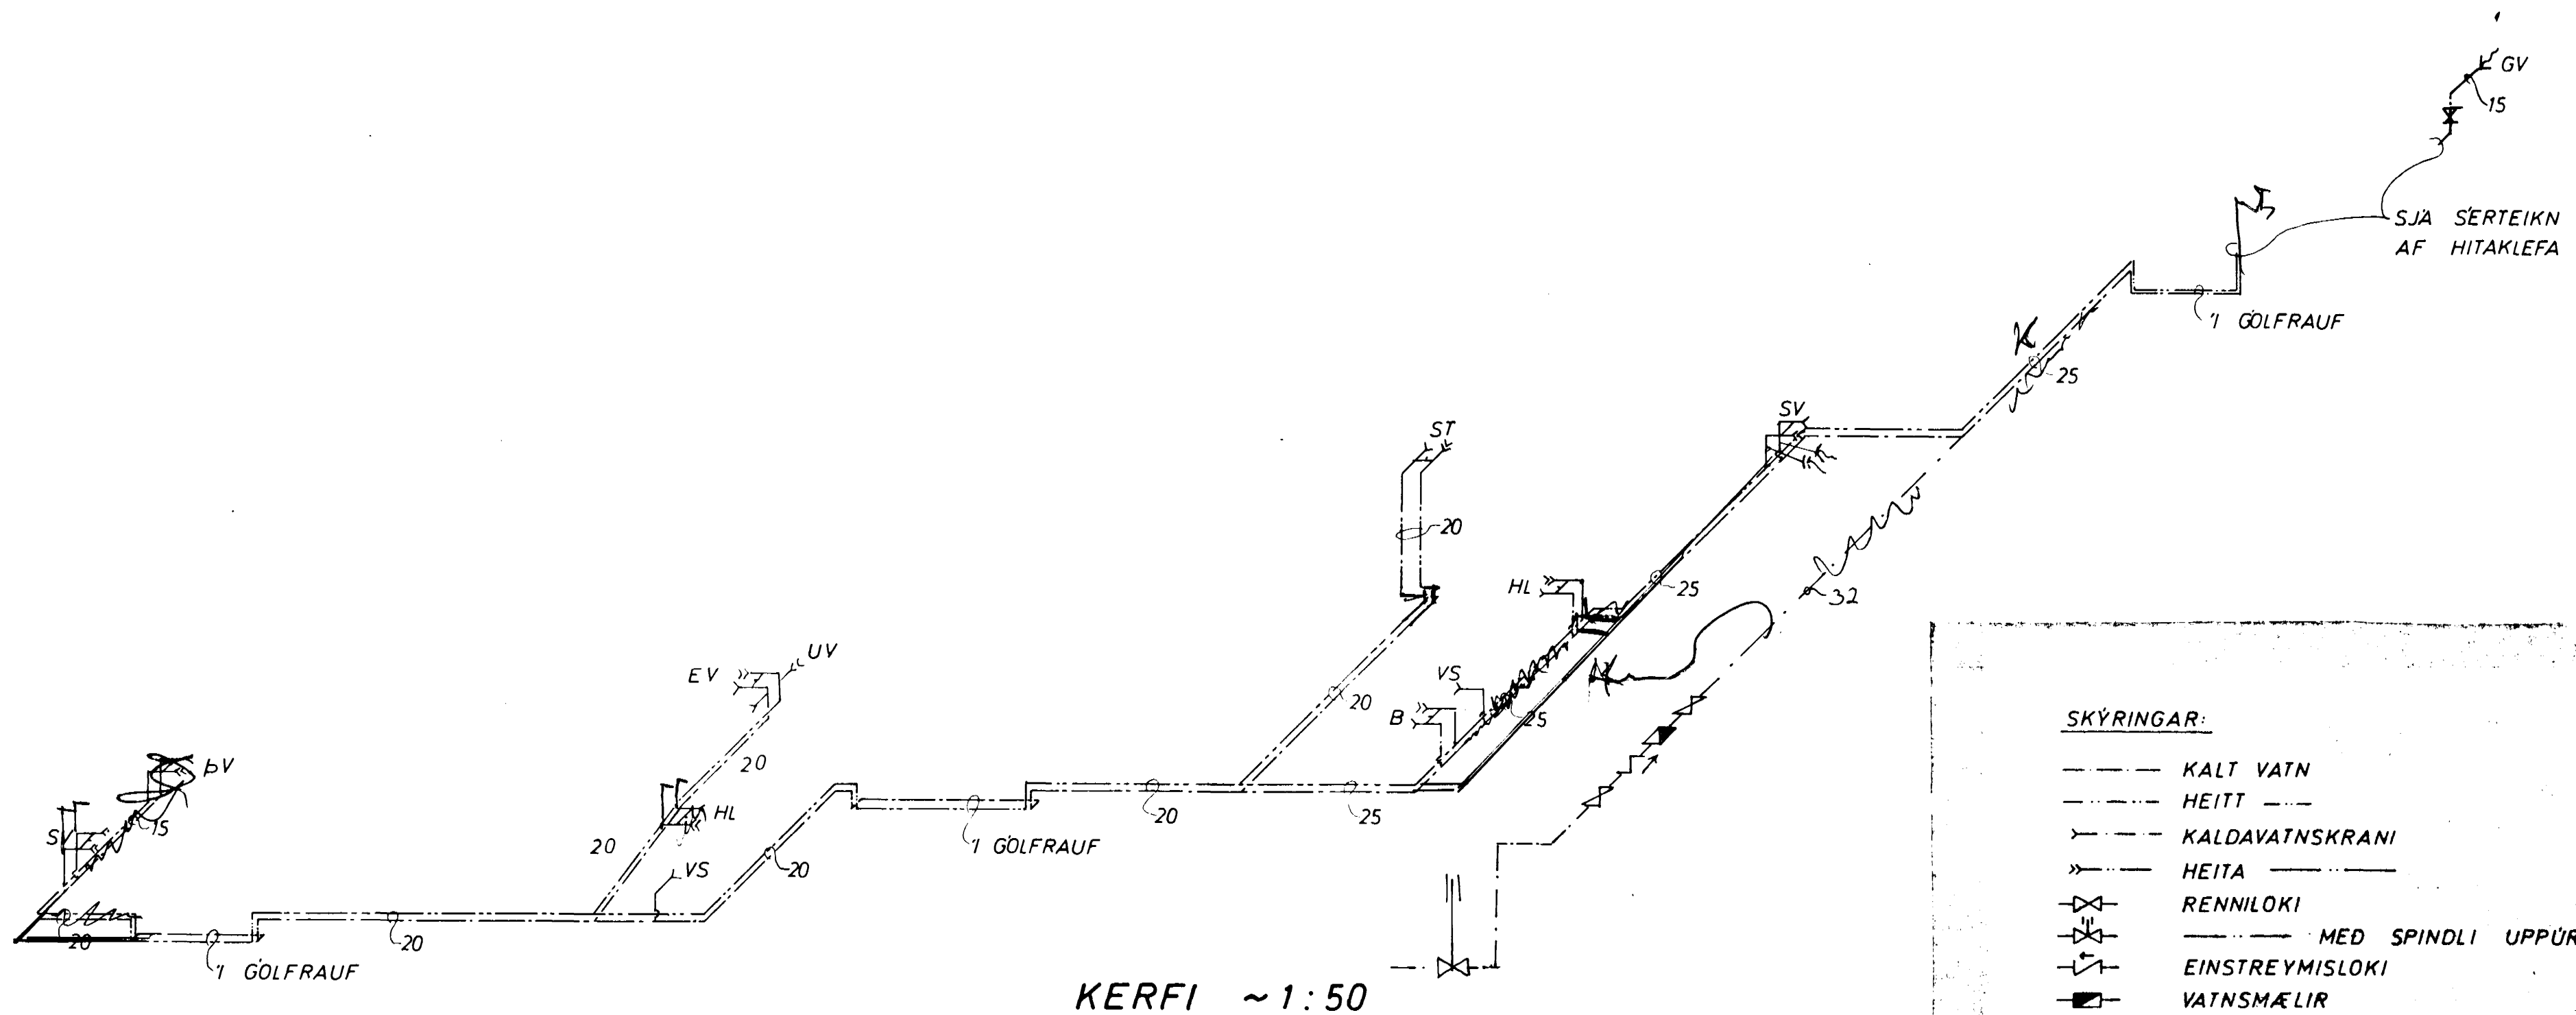 GV
15
SJÁ SÉRTEIKN
AF HITAKLEFA
Í GÓLFRAUF
K
25
SV
ST
20
HL
25
32
UV
EV
VS
20
B
25
ÞV
20
S
15
HL
20
20
25
Í GÓLFRAUF
VS
20
20
20
Í GÓLFRAUF
KERFI ~1:50
SKÝRINGAR:
KALT VATN
HEITT
KALDAVATNSKRANI
HEITA
RENNILOKI
MEÐ SPINDLI UPPÚR
EINSTREYMISLOKI
VATNSMÆLIR